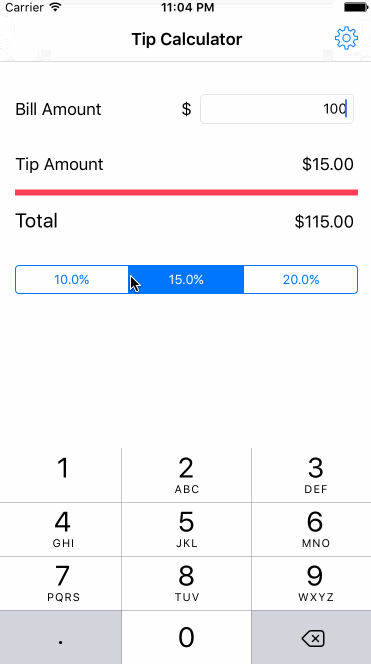 Carrier 11:04 PM
Tip Calculator
Bill Amount $ 100
Tip Amount $15.00
Total $115.00
10.0% 15.0% 20.0%
1 2 3
ABC DEF
4 5 6
GHI JKL MNO
7 8 9
PQRS TUV WXYZ
. 0